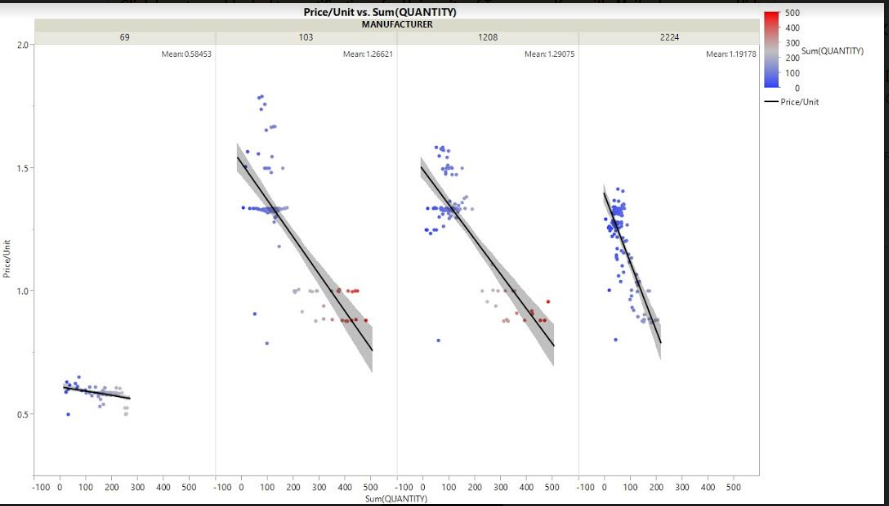 Price/Unit vs. Sum(QUANTITY)
MANUFACTURER
69 103 1208 2224
Mean:0.58453 Mean:1.26621 Mean:1.29075 Mean:1.19178
2.0
1.5
1.0
0.5
Price/Unit
-100 0 100 200 300 400 500 -100 0 100 200 300 400 500 -100 0 100 200 300 400 500 -100 0 100 200 300 400 500
Sum(QUANTITY)
500
400
300
200
100
0
Sum(QUANTITY)
Price/Unit